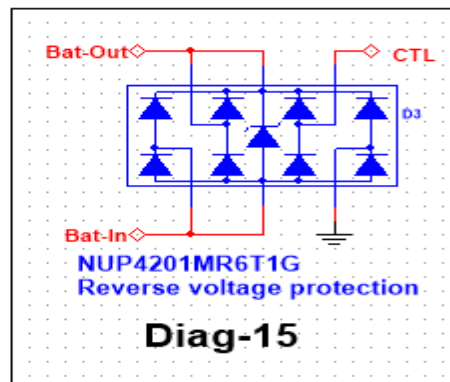 Bat-Out
CTL
D3
Bat-In
NUP4201MR6T1G
Reverse voltage protection
Diag-15